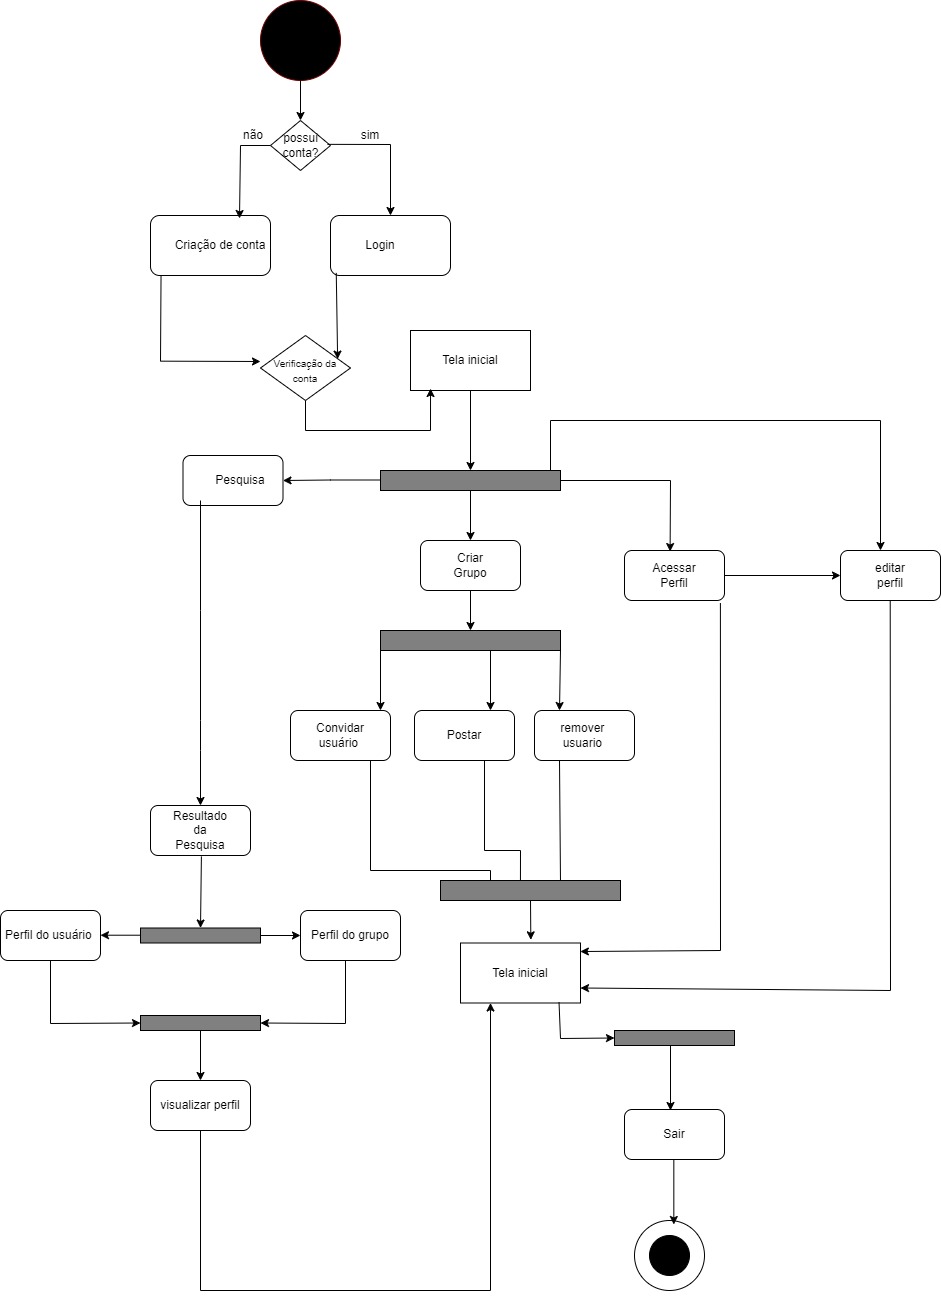 não
sim
possui
conta?
Criação de conta
Login
Verificação da
conta
Tela inicial
Pesquisa
Criar
Grupo
Acessar
Perfil
editar
perfil
Convidar
usuário
Postar
remover
usuario
Resultado
da
Pesquisa
Perfil do usuário
Perfil do grupo
Tela inicial
visualizar perfil
Sair